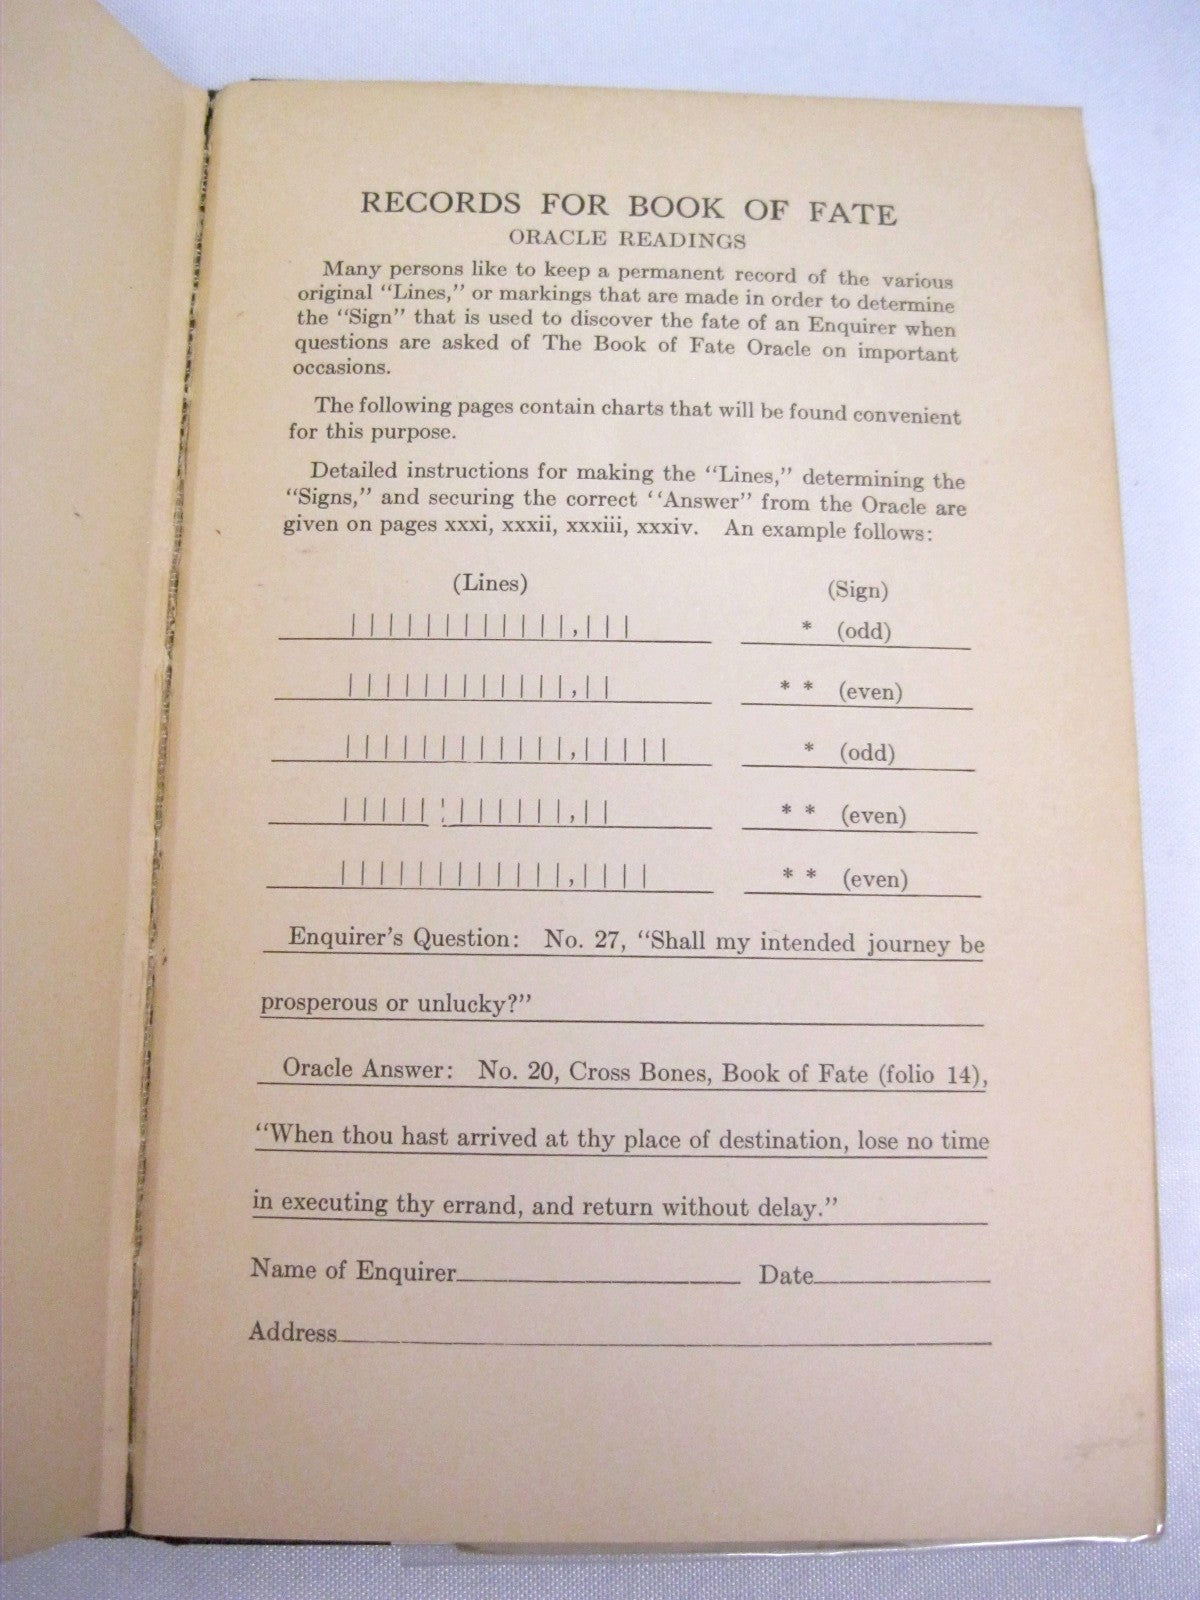 RECORDS FOR BOOK OF FATE
ORACLE READINGS
Many persons like to keep a permanent record of the various
original "Lines," or markings that are made in order to determine
the "Sign" that is used to discover the fate of an Enquirer when
questions are asked of The Book of Fate Oracle on important
occasions.
The following pages contain charts that will be found convenient
for this purpose.
Detailed instructions for making the "Lines," determining the
"Signs," and securing the correct "Answer" from the Oracle are
given on pages xxxi, xxxii, xxxiii, xxxiv. An example follows:
(Lines) (Sign)
||||||||||||,||| * (odd)
||||||||||||,|| * * (even)
||||||||||||,||||| * (odd)
||||||||||||,|| * * (even)
||||||||||||,|||| * * (even)
Enquirer's Question: No. 27, "Shall my intended journey be
prosperous or unlucky?"
Oracle Answer: No. 20, Cross Bones, Book of Fate (folio 14),
"When thou hast arrived at thy place of destination, lose no time
in executing thy errand, and return without delay."
Name of Enquirer Date
Address